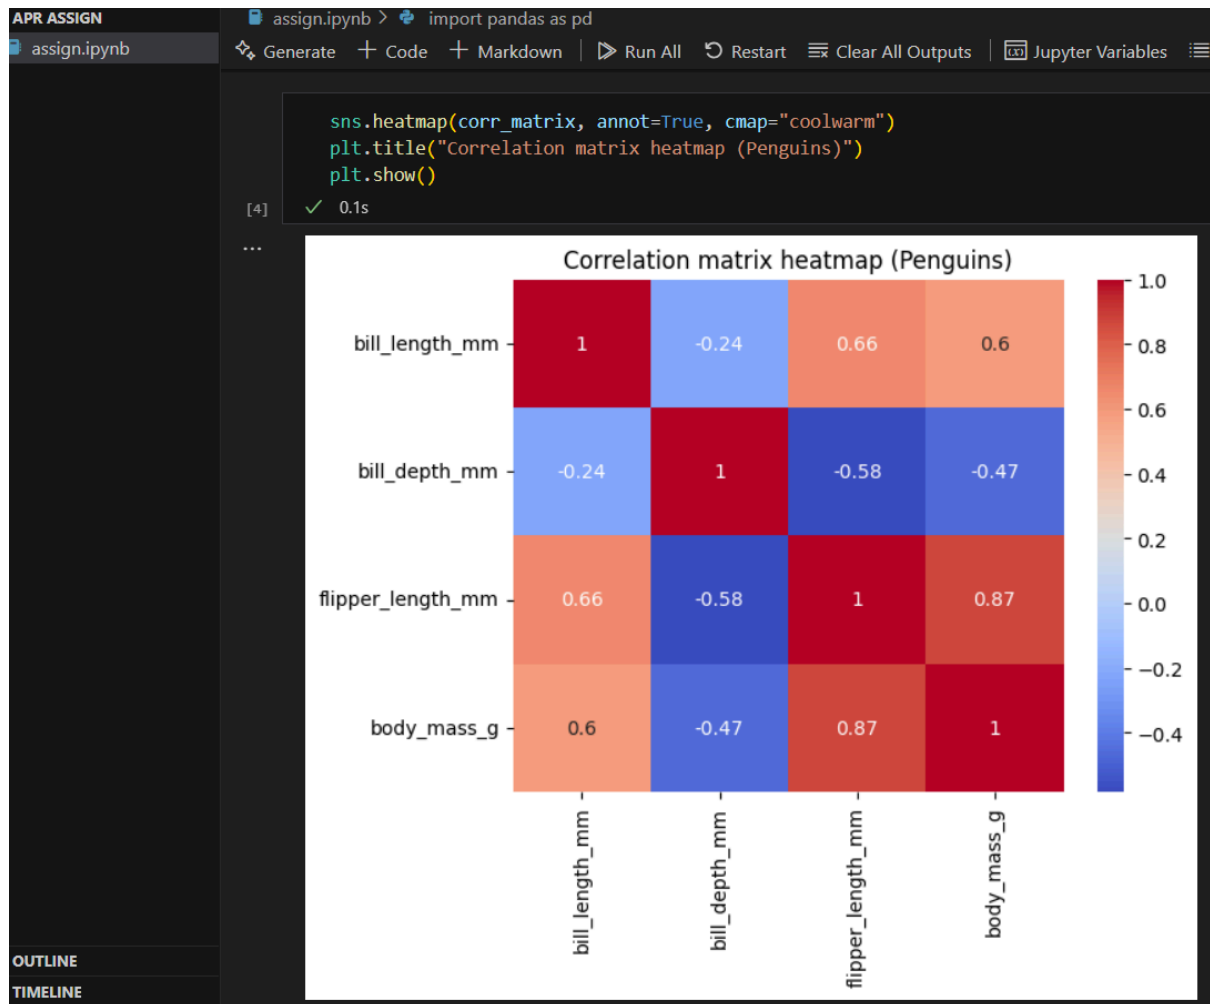 APR ASSIGN
assign.ipynb
assign.ipynb > import pandas as pd
Generate + Code + Markdown Run All Restart Clear All Outputs Jupyter Variables
sns.heatmap(corr_matrix, annot=True, cmap="coolwarm")
plt.title("Correlation matrix heatmap (Penguins)")
plt.show()
[4] ✓ 0.1s
...
Correlation matrix heatmap (Penguins)
bill_length_mm 1 -0.24 0.66 0.6
bill_depth_mm -0.24 1 -0.58 -0.47
flipper_length_mm 0.66 -0.58 1 0.87
body_mass_g 0.6 -0.47 0.87 1
bill_length_mm
bill_depth_mm
flipper_length_mm
body_mass_g
1.0
0.8
0.6
0.4
0.2
0.0
−0.2
−0.4
OUTLINE
TIMELINE